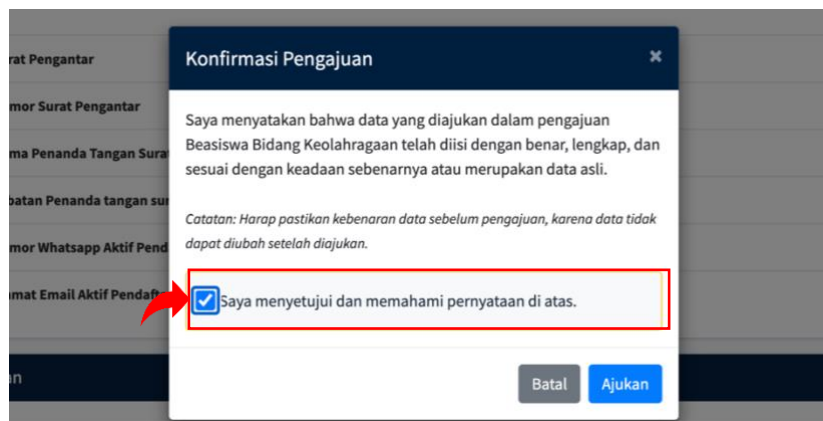 Konfirmasi Pengajuan ×
rat Pengantar
mor Surat Pengantar
ma Penanda Tangan Sura
batan Penanda tangan sur
mor Whatsapp Aktif Pend
mat Email Aktif Pendafta
Saya menyatakan bahwa data yang diajukan dalam pengajuan
Beasiswa Bidang Keolahragaan telah diisi dengan benar, lengkap, dan
sesuai dengan keadaan sebenarnya atau merupakan data asli.
Catatan: Harap pastikan kebenaran data sebelum pengajuan, karena data tidak
dapat diubah setelah diajukan.
Saya menyetujui dan memahami pernyataan di atas.
an
Batal Ajukan